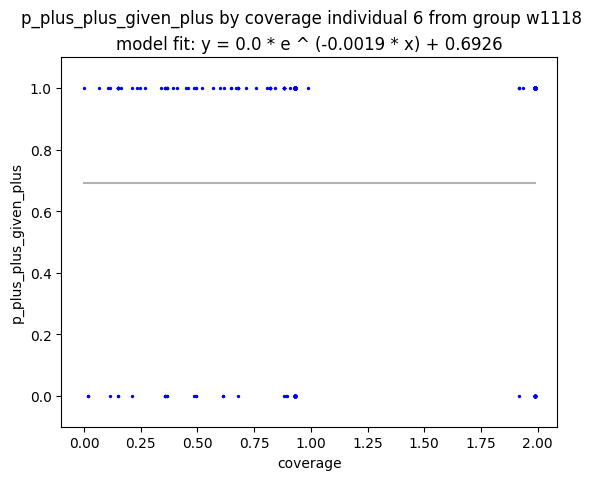 p_plus_plus_given_plus by coverage individual 6 from group w1118
model fit: y = 0.0 * e ^ (-0.0019 * x) + 0.6926
1.0
0.8
0.6
0.4
0.2
0.0
p_plus_plus_given_plus
0.00 0.25 0.50 0.75 1.00 1.25 1.50 1.75 2.00
coverage